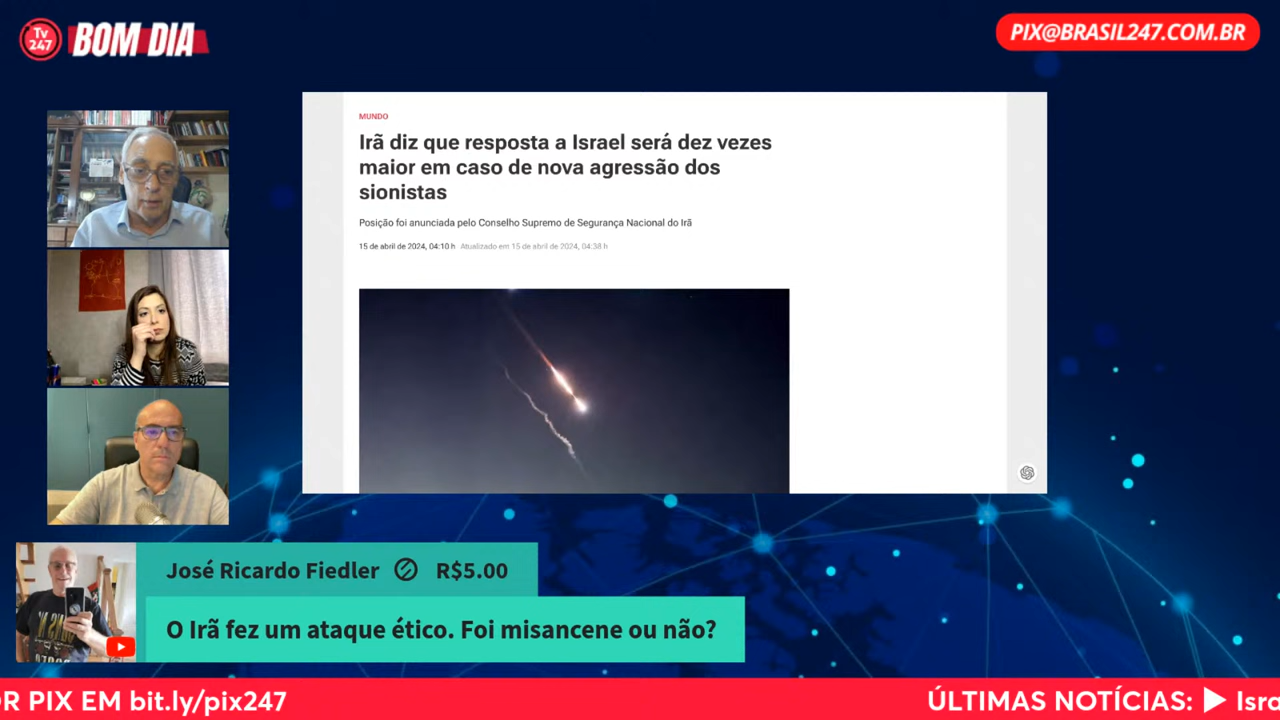 Tv
247
BOM DIA
PIX@BRASIL247.COM.BR
MUNDO
Irã diz que resposta a Israel será dez vezes
maior em caso de nova agressão dos
sionistas
Posição foi anunciada pelo Conselho Supremo de Segurança Nacional do Irã
15 de abril de 2024, 04:10 h Atualizado em 15 de abril de 2024, 04:38 h
José Ricardo Fiedler R$5.00
O Irã fez um ataque ético. Foi misancene ou não?
OR PIX EM bit.ly/pix247
ÚLTIMAS NOTÍCIAS: ▶ Isra